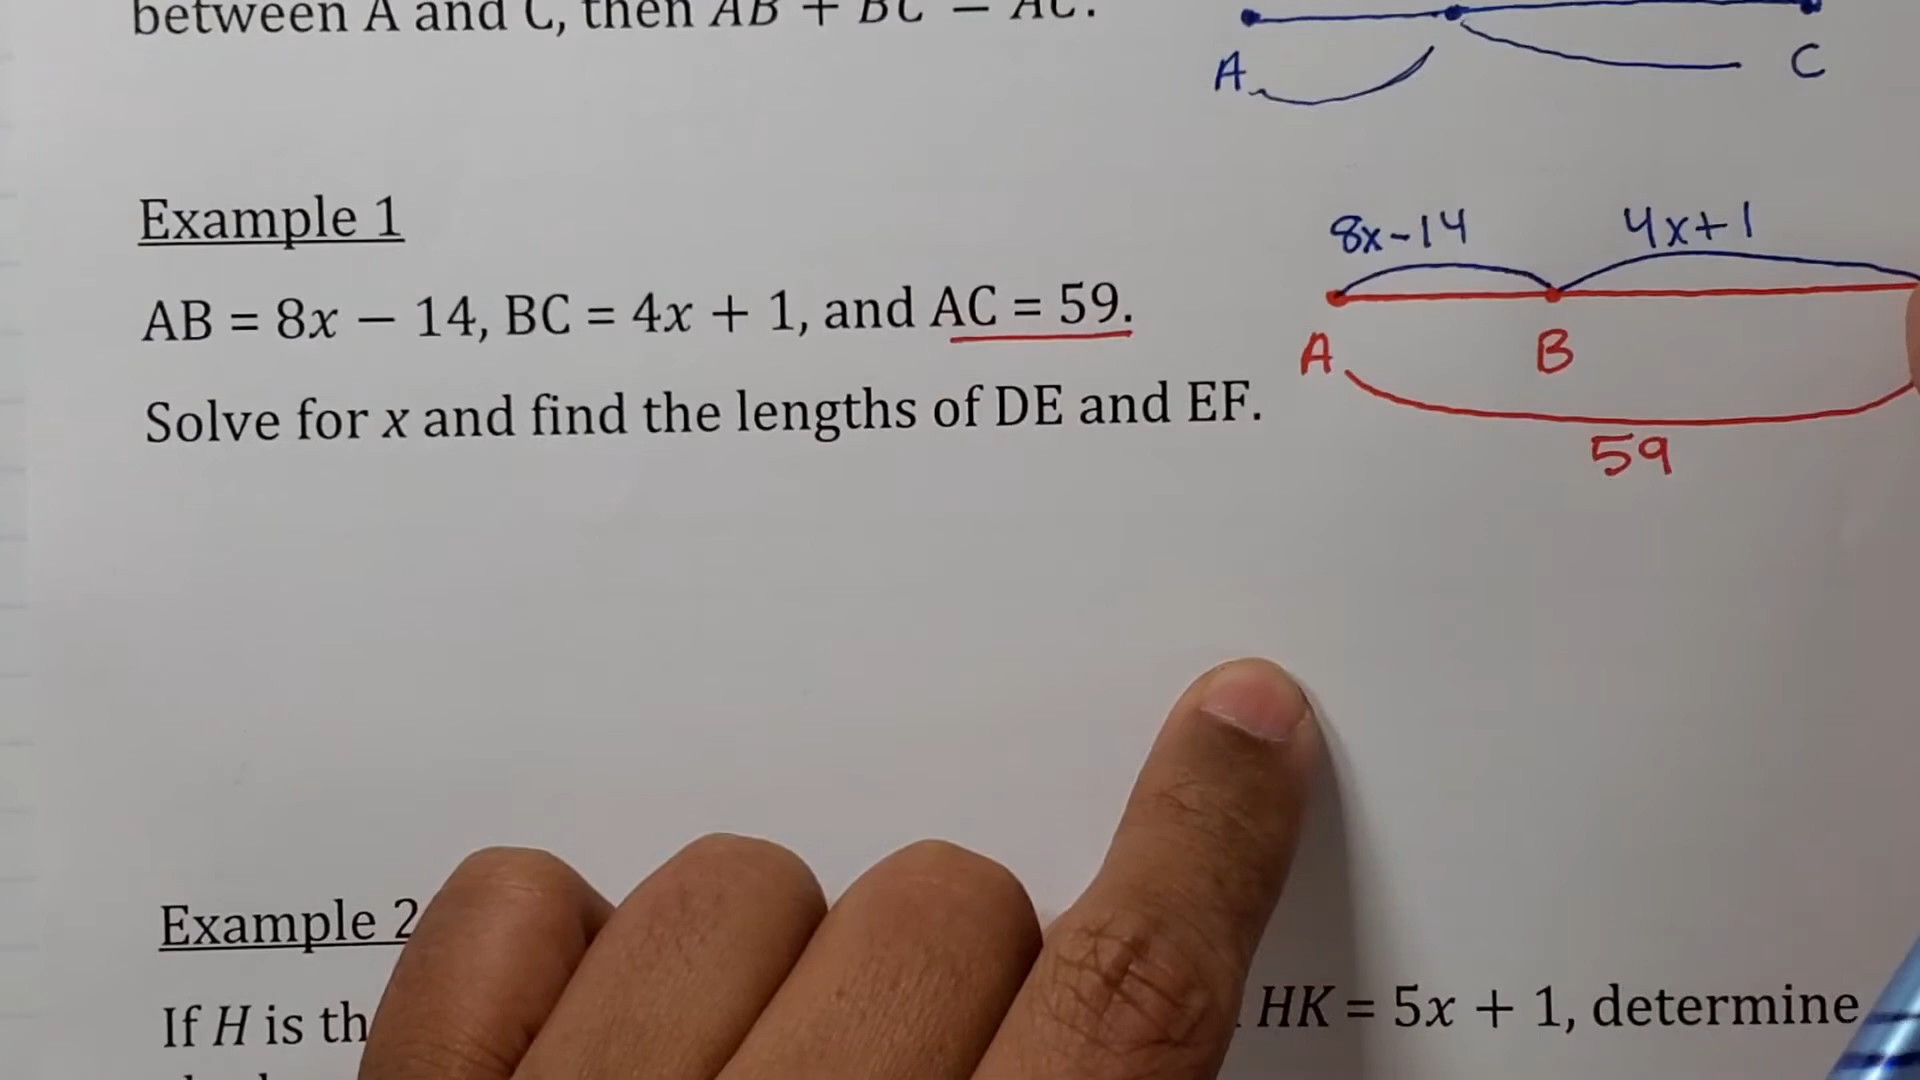 between A and C, then AB + BC = AC.
A C
Example 1
8x-14 4x+1
AB = 8x − 14, BC = 4x + 1, and AC = 59.
A B
Solve for x and find the lengths of DE and EF.
59
Example 2
If H is th HK = 5x + 1, determine